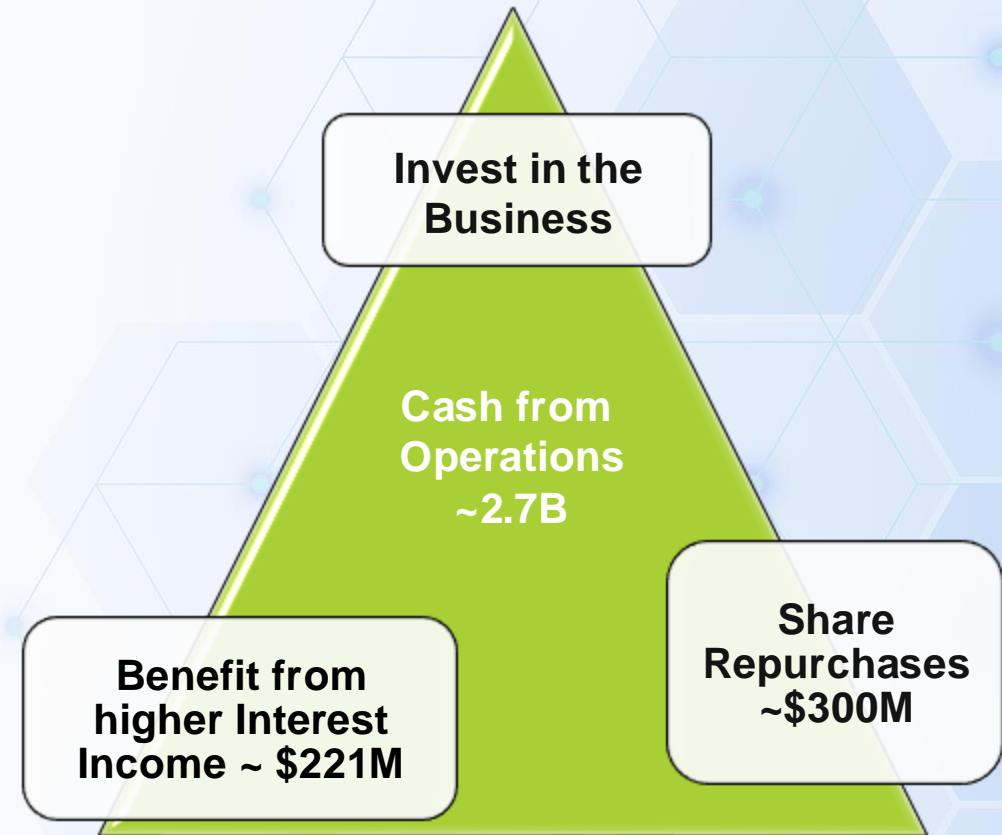 Invest in the
Business
Cash from
Operations
~2.7B
Share
Repurchases
~$300M
Benefit from
higher Interest
Income ~ $221M